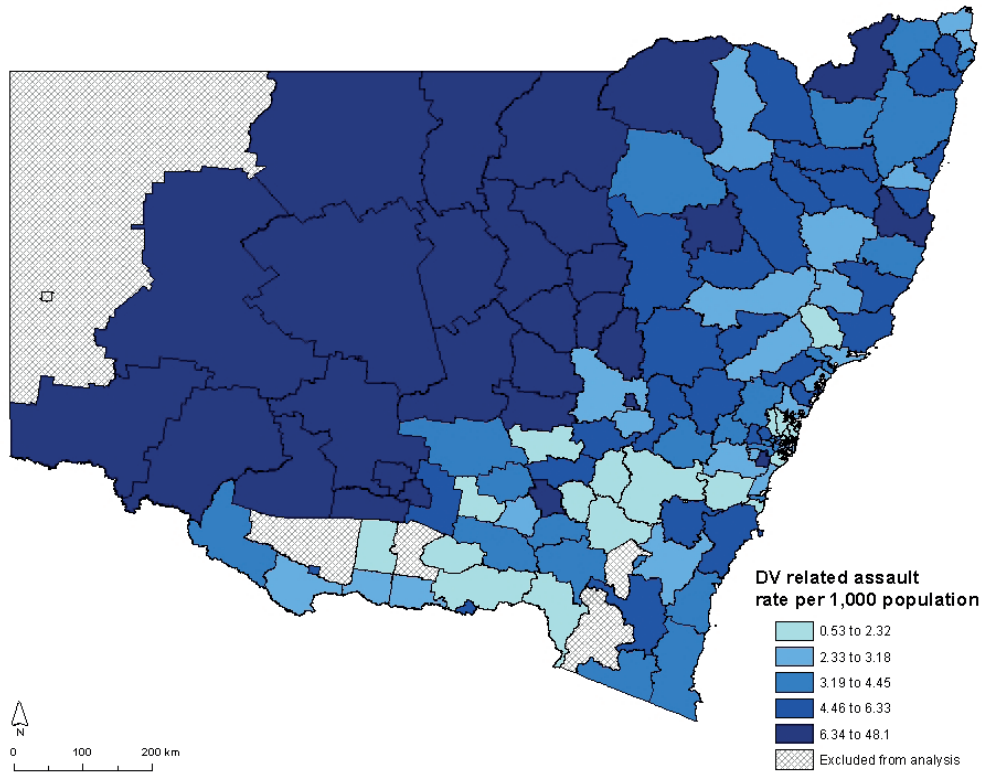 DV related assault
rate per 1,000 population
0.53 to 2.32
2.33 to 3.18
3.19 to 4.45
4.46 to 6.33
6.34 to 48.1
Excluded from analysis
N
0 100 200 km